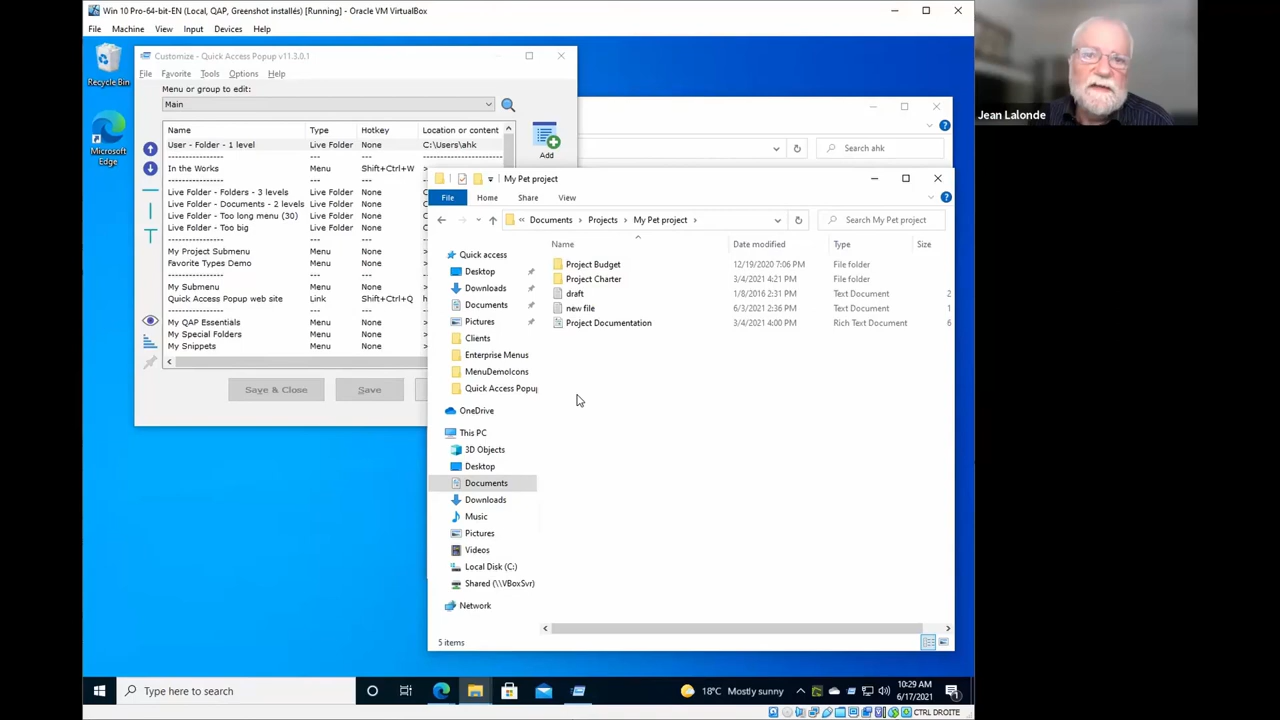 Win 10 Pro-64-bit-EN (Local, QAP, Greenshot installés) [Running] - Oracle VM VirtualBox
File Machine View Input Devices Help
Recycle Bin
Microsoft Edge
Customize - Quick Access Popup v11.3.0.1
File Favorite Tools Options Help
Menu or group to edit:
Main
Name Type Hotkey Location or content
User - Folder - 1 level Live Folder None C:\Users\ahk
---------------- --- --- --------------------
In the Works Menu Shift+Ctrl+W >
---------------- --- --- --------------------
Live Folder - Folders - 3 levels Live Folder None
Live Folder - Documents - 2 levels Live Folder None
Live Folder - Too long menu (30) Live Folder None
Live Folder - Too big Live Folder None
---------------- --- ---
My Project Submenu Menu None >
Favorite Types Demo Menu None >
---------------- --- ---
My Submenu Menu None >
Quick Access Popup web site Link Shift+Ctrl+Q h
---------------- --- ---
My QAP Essentials Menu None >
My Special Folders Menu None >
My Snippets Menu None >
Add
Save & Close Save
Search ahk
My Pet project
File Home Share View
« Documents > Projects > My Pet project >
Search My Pet project
Name Date modified Type Size
Project Budget 12/19/2020 7:06 PM File folder
Project Charter 3/4/2021 4:21 PM File folder
draft 1/8/2016 2:31 PM Text Document 2
new file 6/3/2021 2:36 PM Text Document 1
Project Documentation 3/4/2021 4:00 PM Rich Text Document 6
Quick access
Desktop
Downloads
Documents
Pictures
Clients
Enterprise Menus
MenuDemoIcons
Quick Access Popup
OneDrive
This PC
3D Objects
Desktop
Documents
Downloads
Music
Pictures
Videos
Local Disk (C:)
Shared (\\VBoxSvr)
Network
5 items
Type here to search
18°C Mostly sunny
10:29 AM
6/17/2021
1
CTRL DROITE
Jean Lalonde